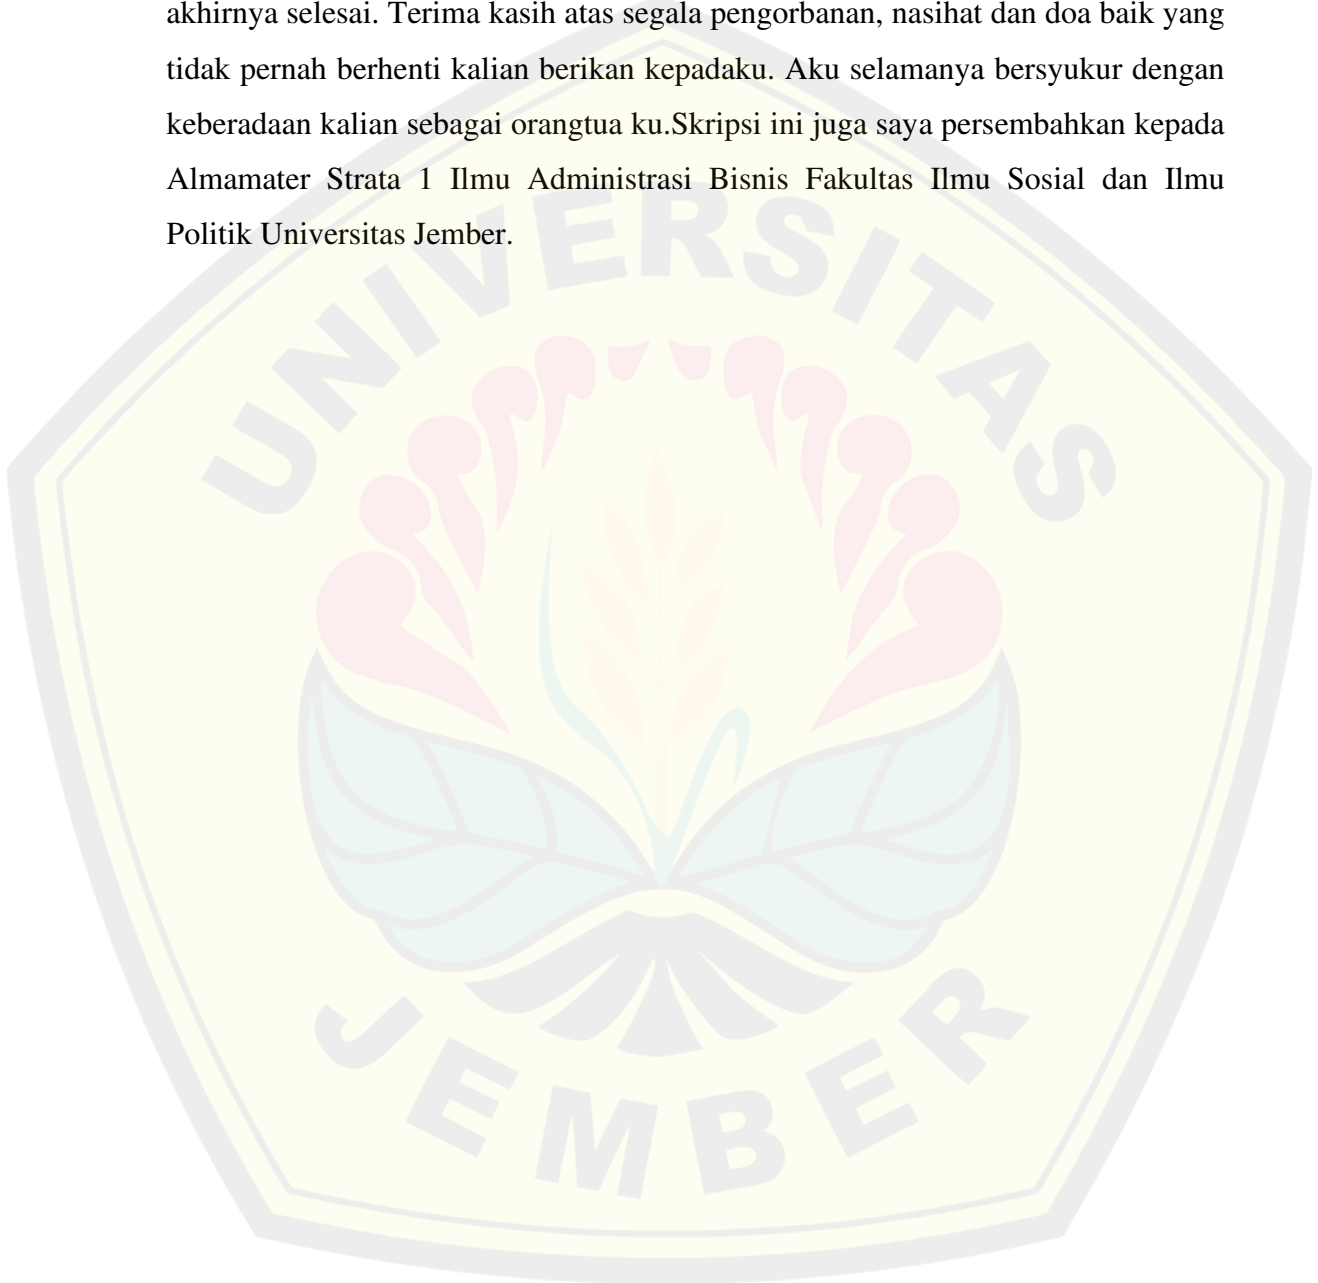 akhirnya selesai. Terima kasih atas segala pengorbanan, nasihat dan doa baik yang
tidak pernah berhenti kalian berikan kepadaku. Aku selamanya bersyukur dengan
keberadaan kalian sebagai orangtua ku.Skripsi ini juga saya persembahkan kepada
Almamater Strata 1 Ilmu Administrasi Bisnis Fakultas Ilmu Sosial dan Ilmu
Politik Universitas Jember.
UNIVERSITAS
JEMBER